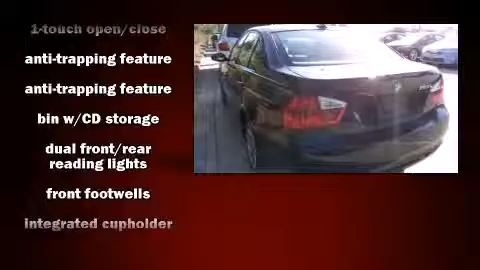 1-touch open/close
anti-trapping feature
anti-trapping feature
bin w/CD storage
dual front/rear
reading lights
front footwells
integrated cupholder